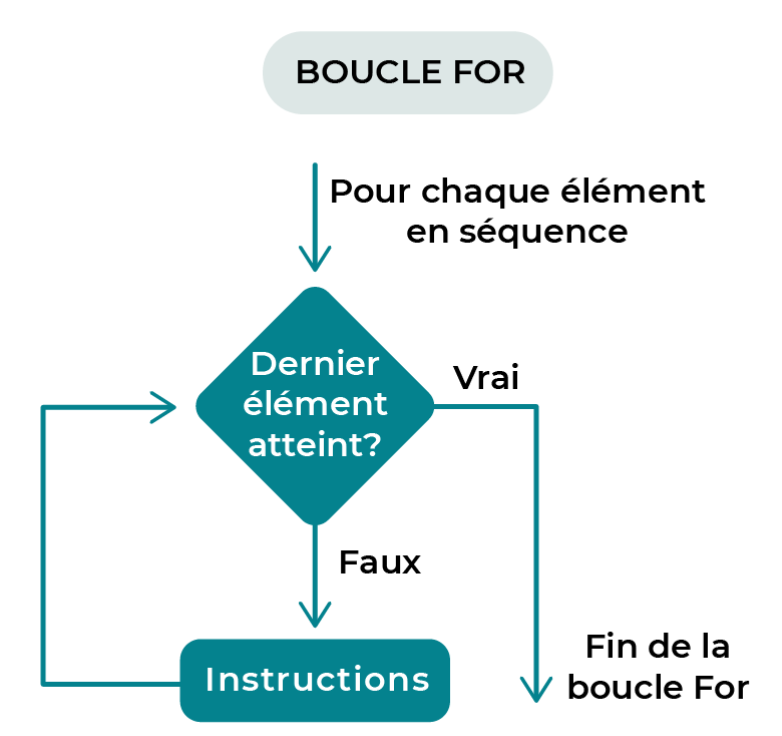 BOUCLE FOR
Pour chaque élément
en séquence
Dernier
élément
atteint?
Vrai
Faux
Instructions
Fin de la
boucle For